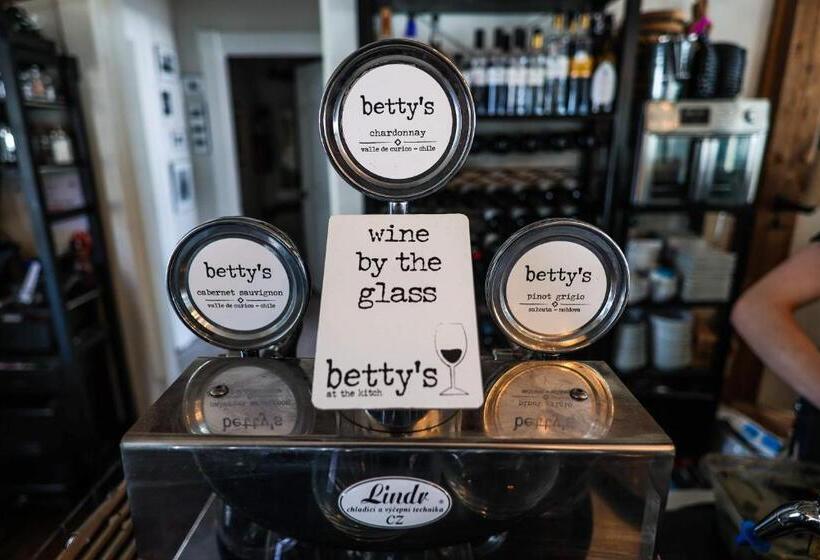 betty's
chardonnay
valle de curico - chile
betty's
cabernet sauvignon
valle de curico - chile
wine
by the
glass
betty's
at the kitch
betty's
pinot grigio
salcuta - moldova
Lindr
chladící a výčepní technika
CZ